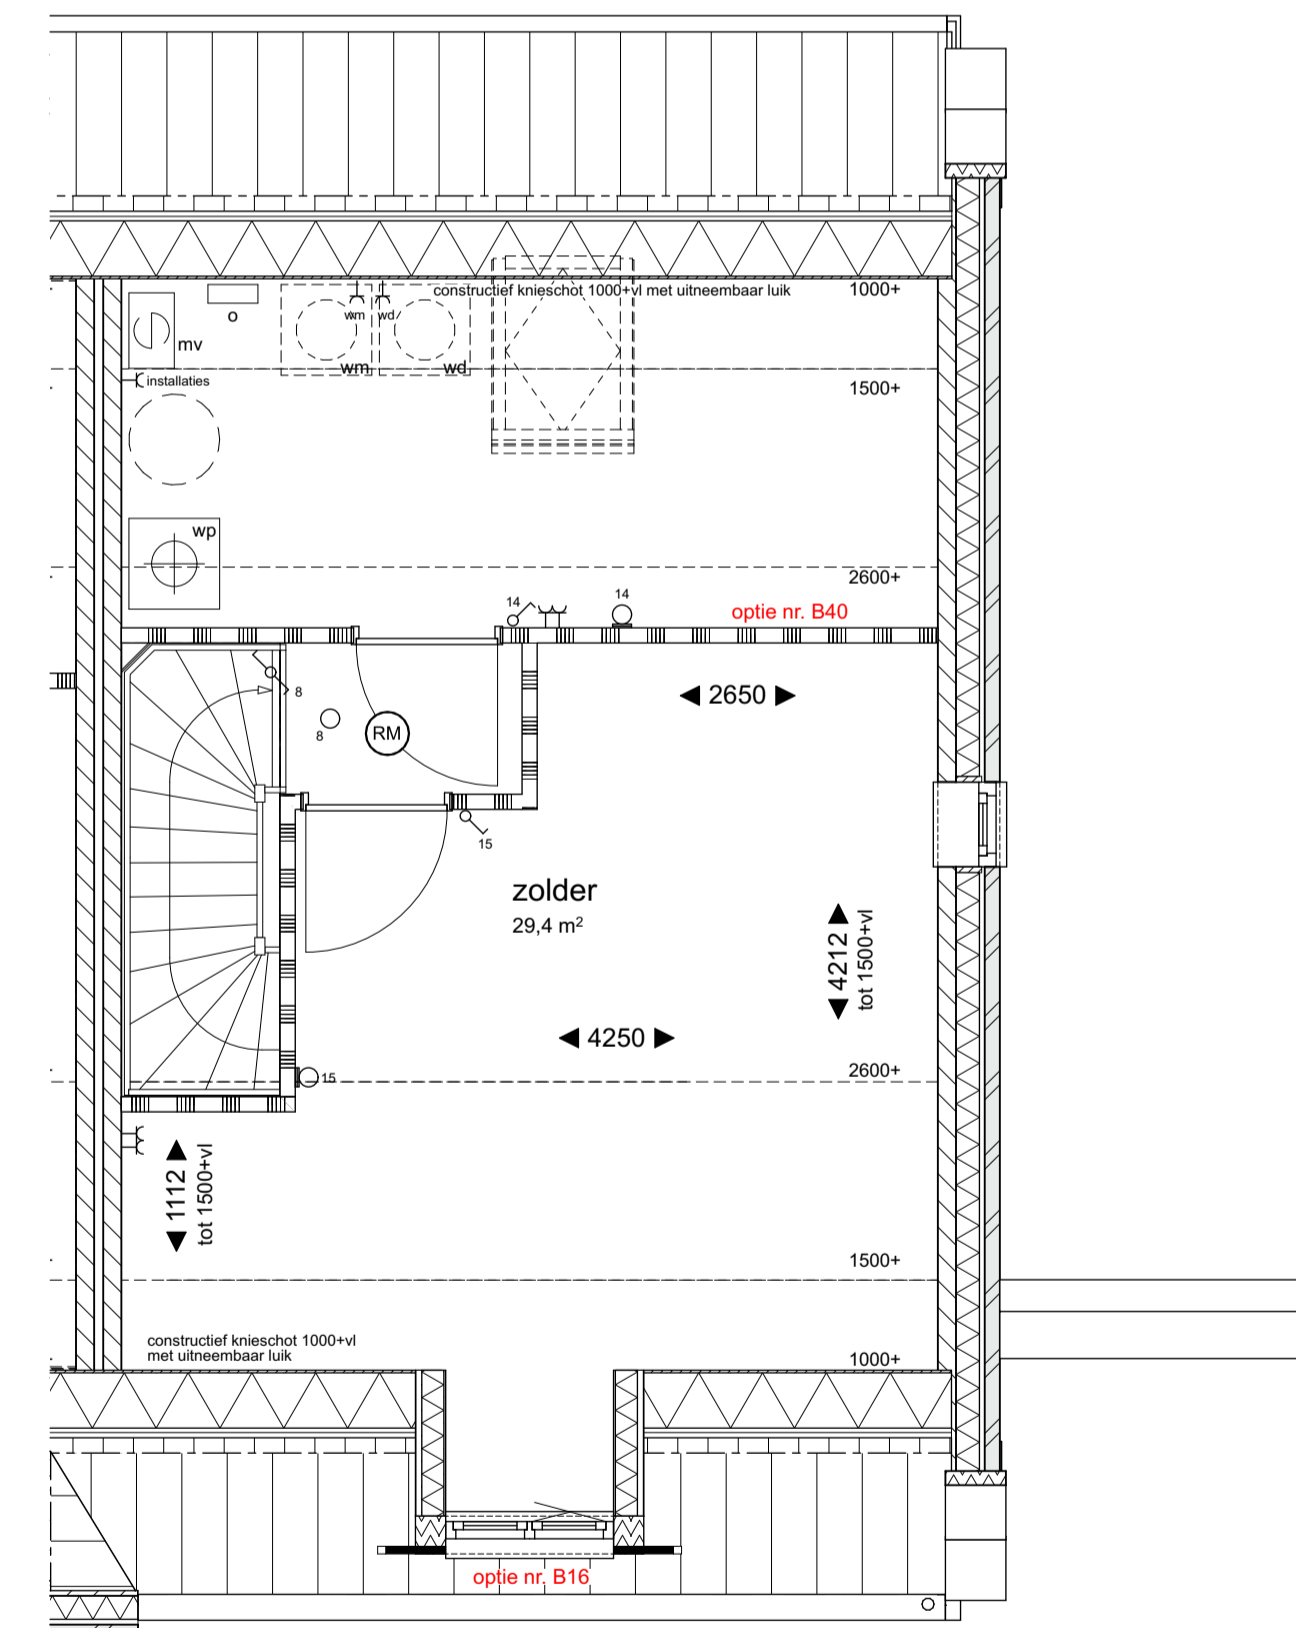 constructief knieschot 1000+vl met uitneembaar luik
1000+
o
wm
wd
mv
wm
wd
installaties
1500+
wp
2600+
14
14
optie nr. B40
8
2650
8
RM
15
zolder
29,4 m²
4212
tot 1500+vl
4250
15
2600+
1112
tot 1500+vl
1500+
constructief knieschot 1000+vl
met uitneembaar luik
1000+
optie nr. B16